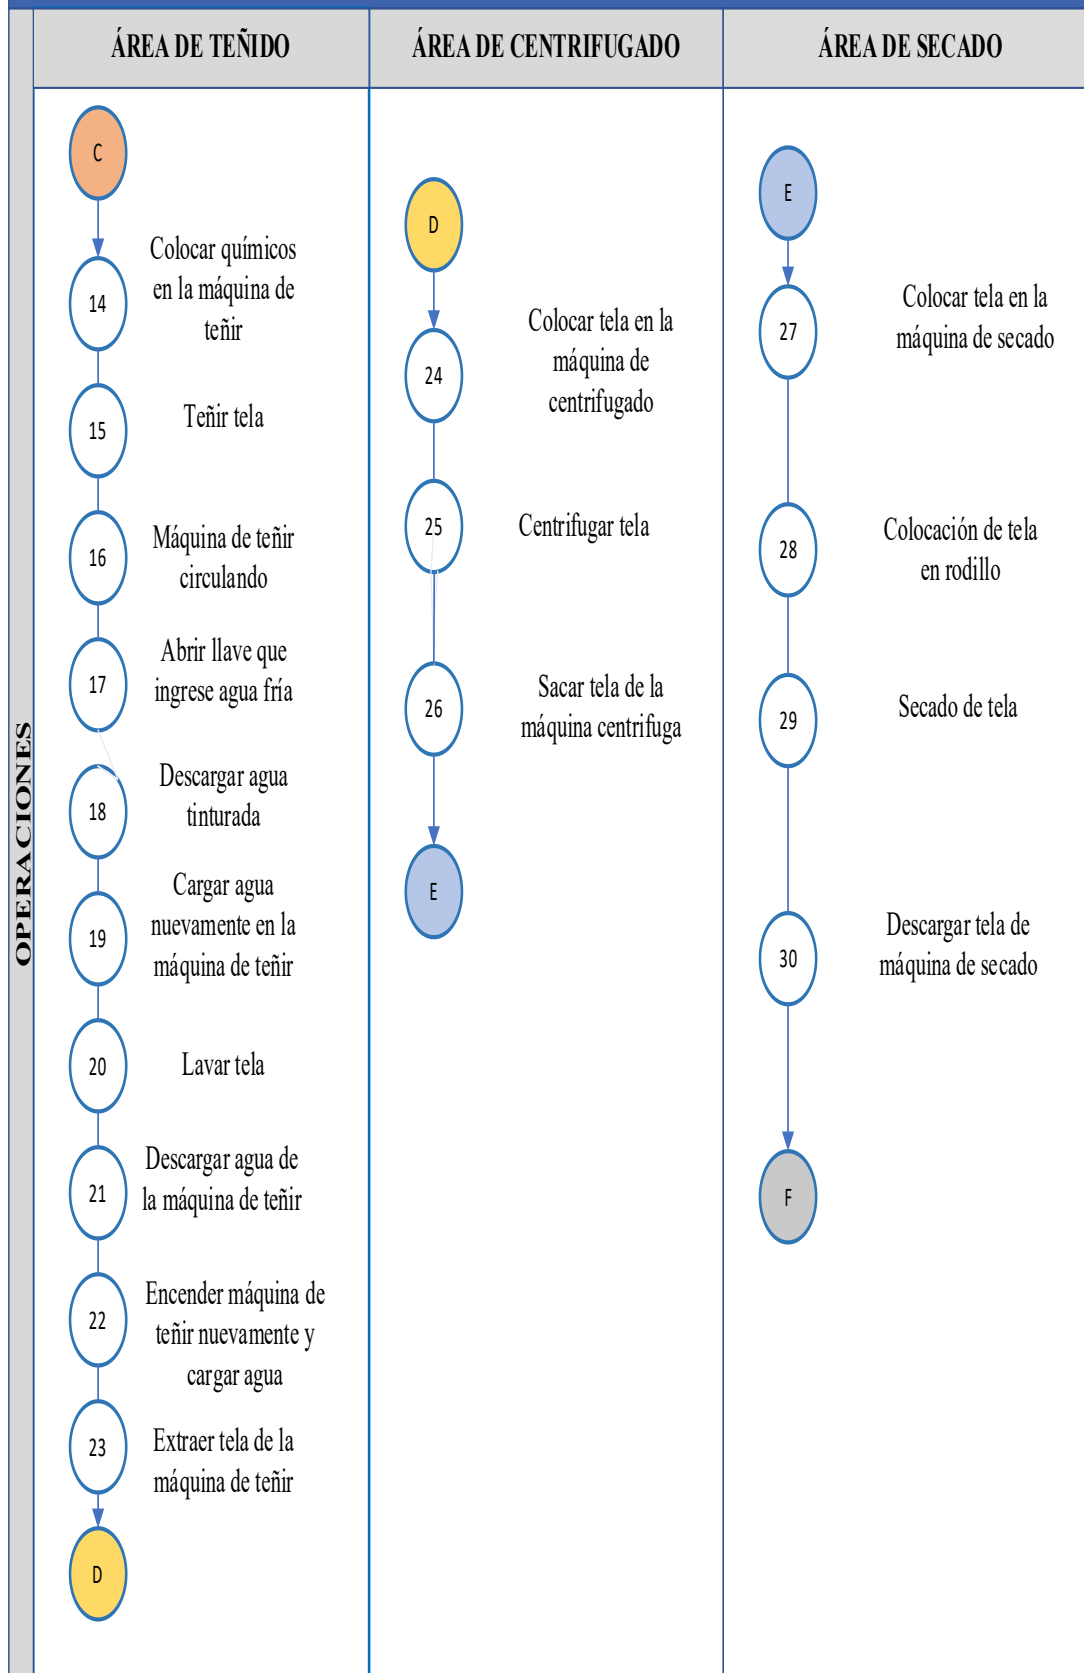 ÁREA DE TEÑIDO
ÁREA DE CENTRIFUGADO
ÁREA DE SECADO
OPERACIONES
C
14
Colocar químicos
en la máquina de
teñir
15
Teñir tela
16
Máquina de teñir
circulando
17
Abrir llave que
ingrese agua fría
18
Descargar agua
tinturada
19
Cargar agua
nuevamente en la
máquina de teñir
20
Lavar tela
21
Descargar agua de
la máquina de teñir
22
Encender máquina de
teñir nuevamente y
cargar agua
23
Extraer tela de la
máquina de teñir
D
D
24
Colocar tela en la
máquina de
centrifugado
25
Centrifugar tela
26
Sacar tela de la
máquina centrifuga
E
E
27
Colocar tela en la
máquina de secado
28
Colocación de tela
en rodillo
29
Secado de tela
30
Descargar tela de
máquina de secado
F